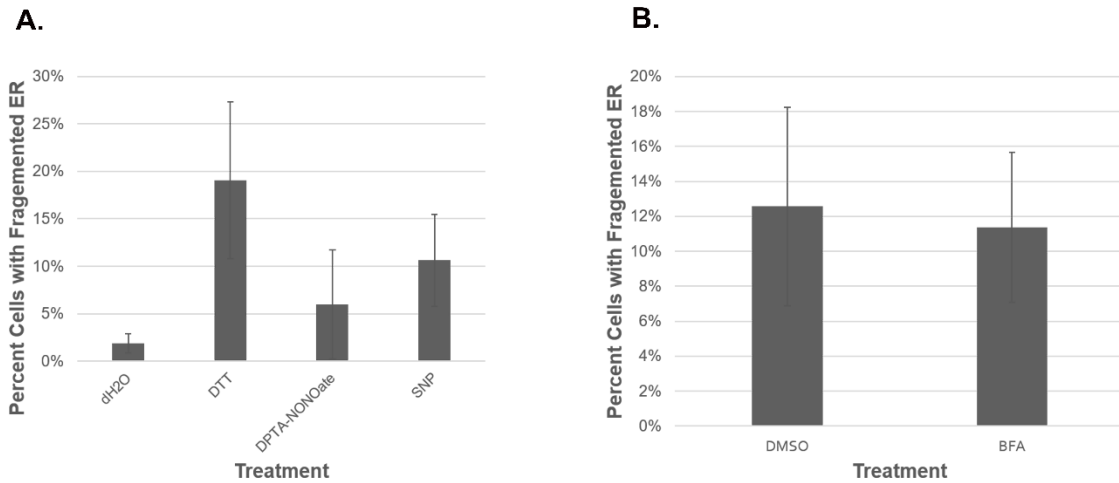 A.
Percent Cells with Fragemented ER
30%
25%
20%
15%
10%
5%
0%
dH2O
DTT
DPTA-NONOate
SNP
Treatment
B.
Percent Cells with Fragemented ER
20%
18%
16%
14%
12%
10%
8%
6%
4%
2%
0%
DMSO
BFA
Treatment